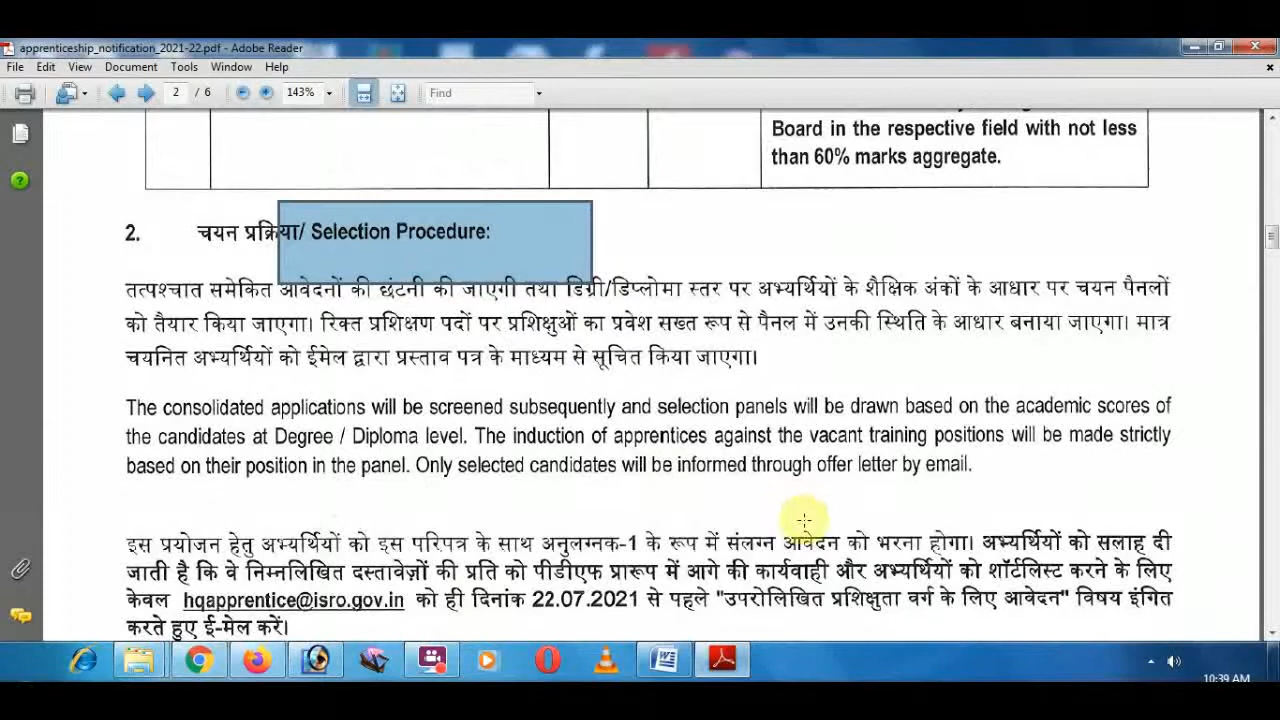 apprenticeship_notification_2021-22.pdf - Adobe Reader
File Edit View Document Tools Window Help
2 / 6 143% Find
Board in the respective field with not less
than 60% marks aggregate.
2. चयन प्रक्रिया/ Selection Procedure:
तत्पश्चात समेकित आवेदनों की छंटनी की जाएगी तथा डिग्री/डिप्लोमा स्तर पर अभ्यर्थियों के शैक्षिक अंकों के आधार पर चयन पैनलों
को तैयार किया जाएगा। रिक्त प्रशिक्षण पदों पर प्रशिक्षुओं का प्रवेश सख्त रूप से पैनल में उनकी स्थिति के आधार बनाया जाएगा। मात्र
चयनित अभ्यर्थियों को ईमेल द्वारा प्रस्ताव पत्र के माध्यम से सूचित किया जाएगा।
The consolidated applications will be screened subsequently and selection panels will be drawn based on the academic scores of
the candidates at Degree / Diploma level. The induction of apprentices against the vacant training positions will be made strictly
based on their position in the panel. Only selected candidates will be informed through offer letter by email.
इस प्रयोजन हेतु अभ्यर्थियों को इस परिपत्र के साथ अनुलग्नक-1 के रूप में संलग्न आवेदन को भरना होगा। अभ्यर्थियों को सलाह दी
जाती है कि वे निम्नलिखित दस्तावेज़ों की प्रति को पीडीएफ प्रारूप में आगे की कार्यवाही और अभ्यर्थियों को शॉर्टलिस्ट करने के लिए
केवल hqapprentice@isro.gov.in को ही दिनांक 22.07.2021 से पहले "उपरोलिखित प्रशिक्षुता वर्ग के लिए आवेदन" विषय इंगित
करते हुए ई-मेल करें।
10:39 AM